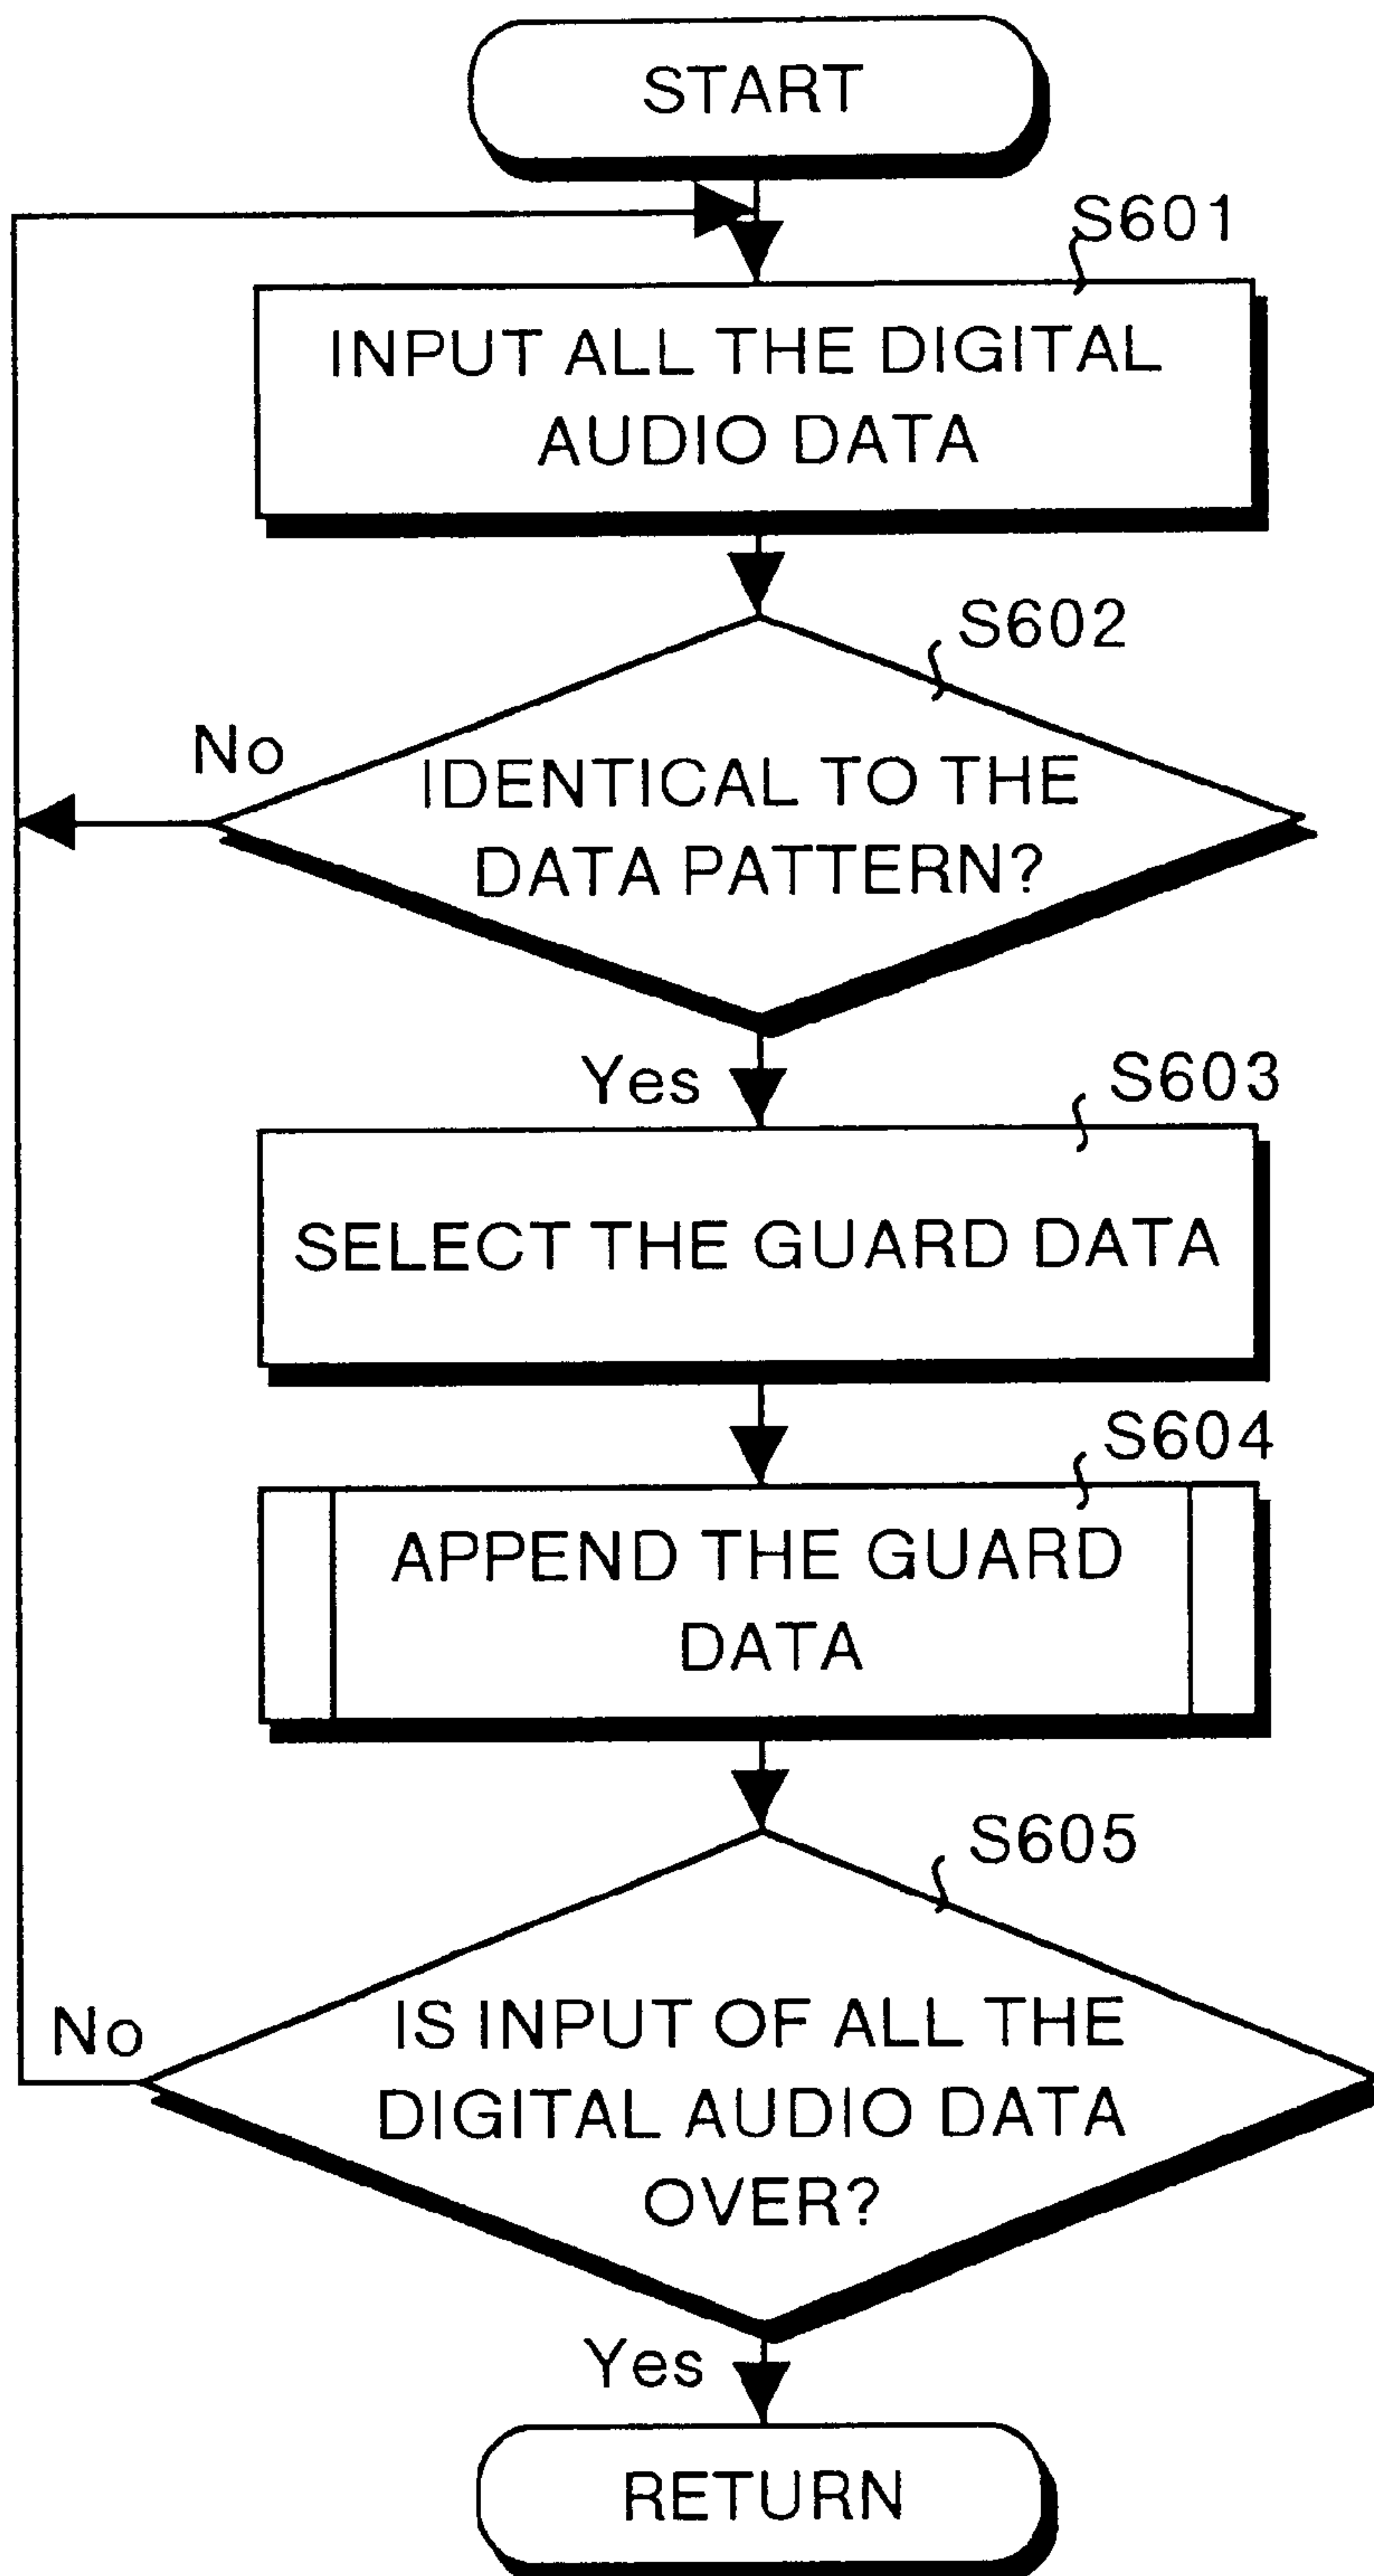 START
S601
INPUT ALL THE DIGITAL
AUDIO DATA
S602
No
IDENTICAL TO THE
DATA PATTERN?
Yes
S603
SELECT THE GUARD DATA
S604
APPEND THE GUARD
DATA
S605
No
IS INPUT OF ALL THE
DIGITAL AUDIO DATA
OVER?
Yes
RETURN